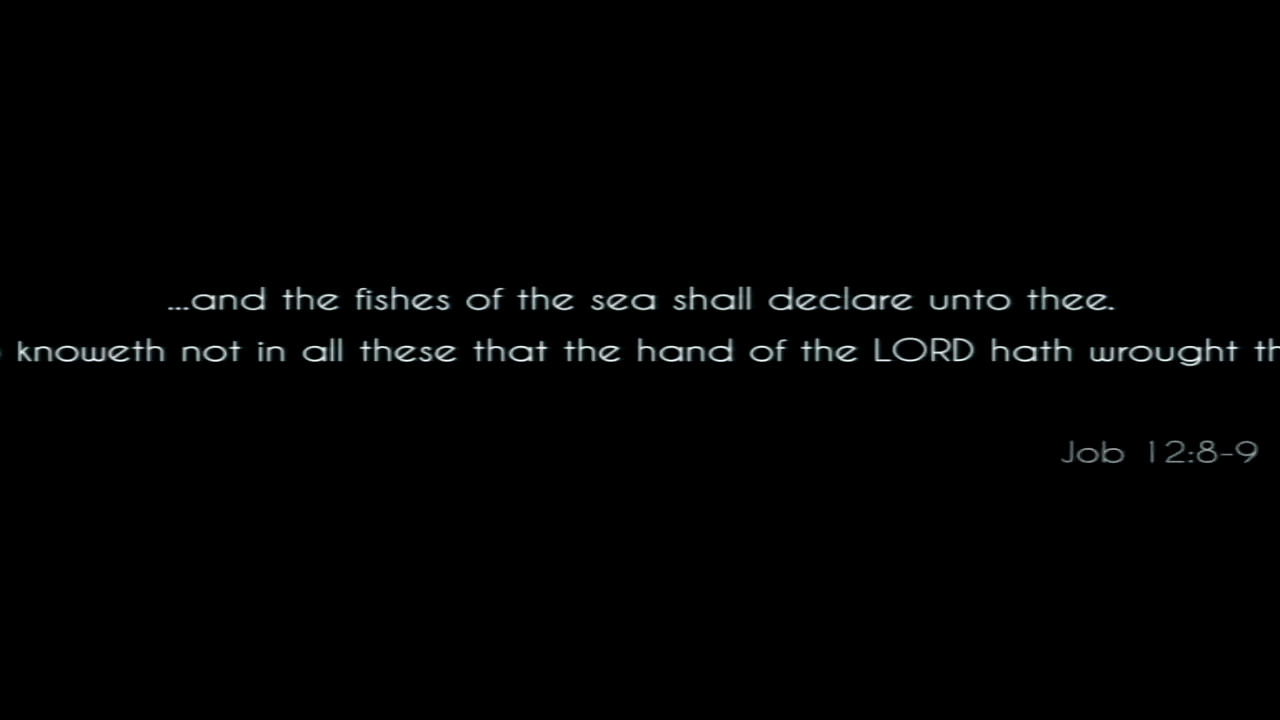 ...and the fishes of the sea shall declare unto thee.
knoweth not in all these that the hand of the LORD hath wrought th
Job 12:8-9